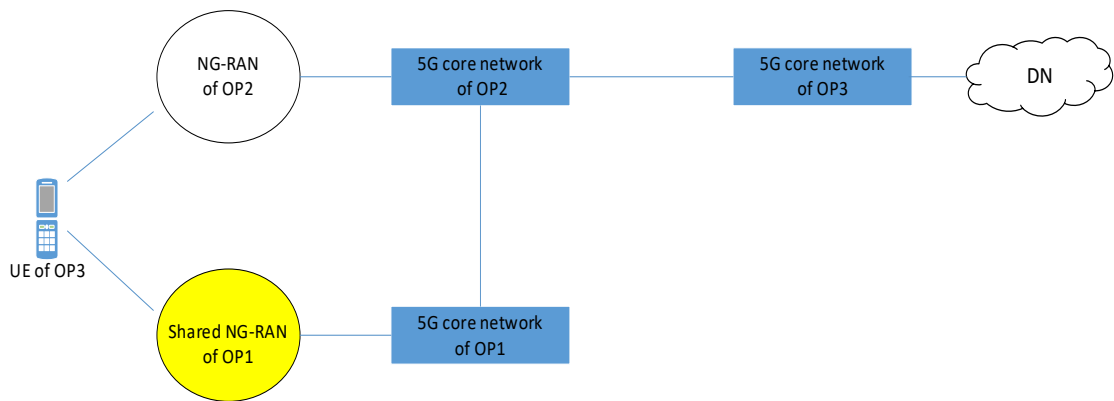 NG-RAN
of OP2
5G core network
of OP2
5G core network
of OP3
DN
UE of OP3
Shared NG-RAN
of OP1
5G core network
of OP1